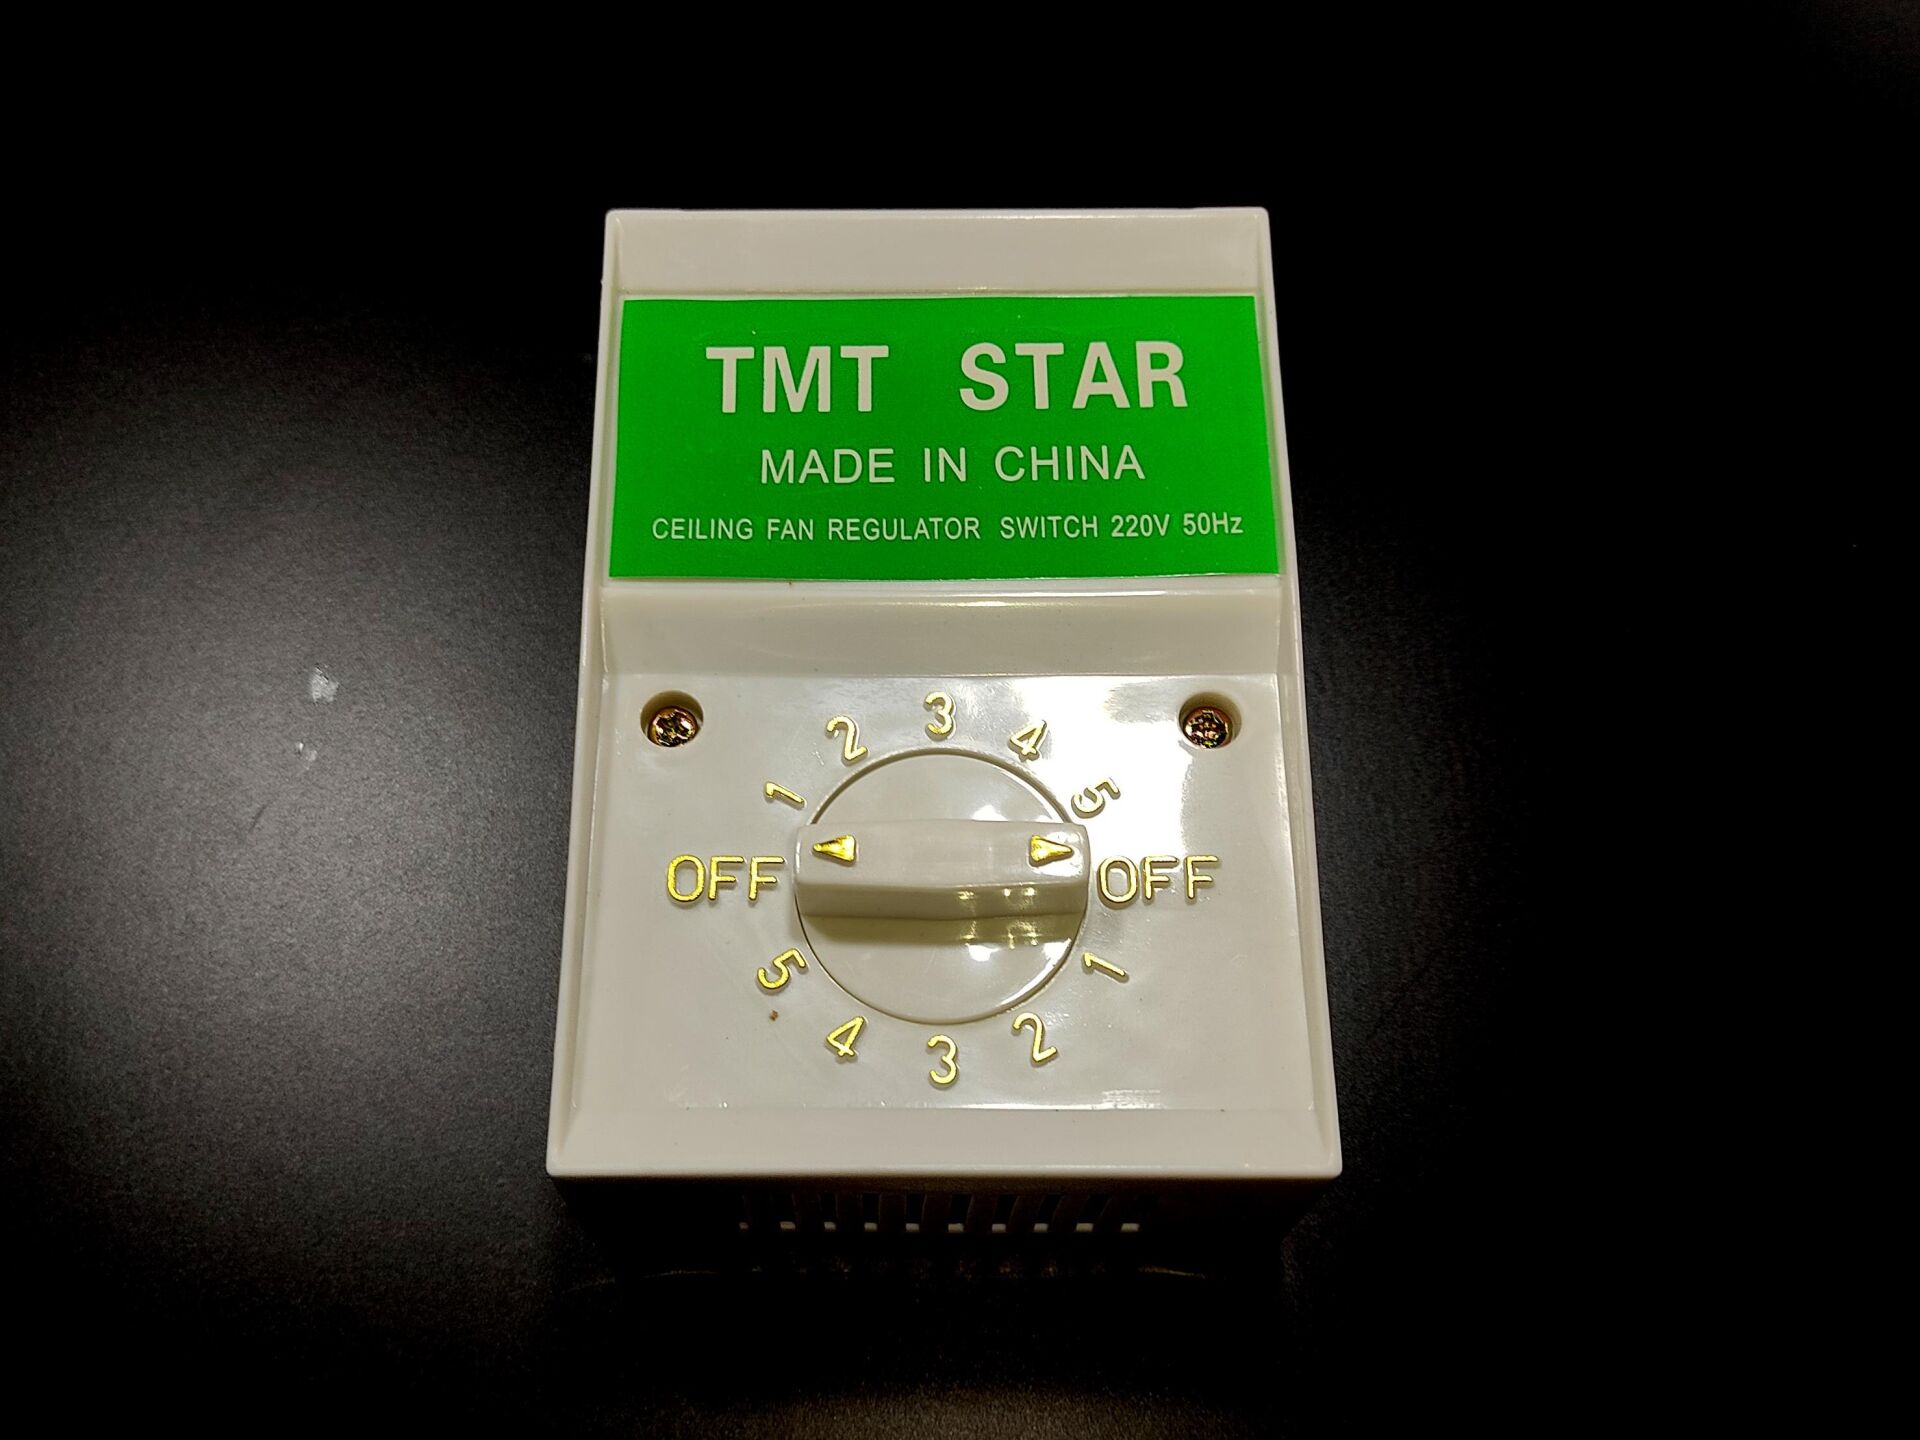 TMT STAR
MADE IN CHINA
CEILING FAN REGULATOR SWITCH 220V 50Hz
3
2 4
1 5
OFF OFF
5 1
4 2
3